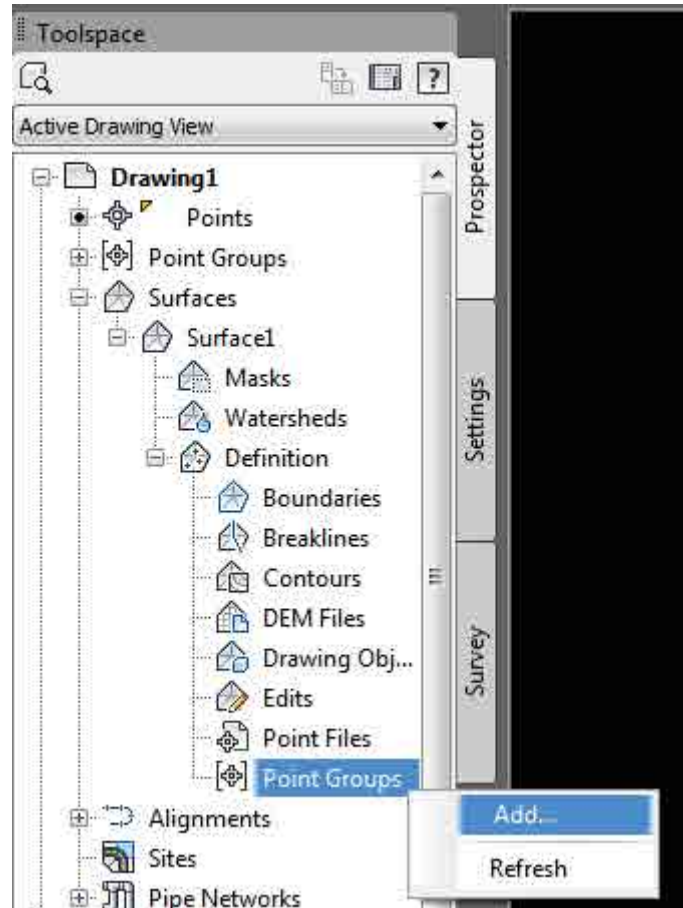 Toolspace
?
Active Drawing View
Drawing1
Points
Point Groups
Surfaces
Surface1
Masks
Watersheds
Definition
Boundaries
Breaklines
Contours
DEM Files
Drawing Obj...
Edits
Point Files
Point Groups
Alignments
Sites
Pipe Networks
Add...
Refresh
Prospector
Settings
Survey